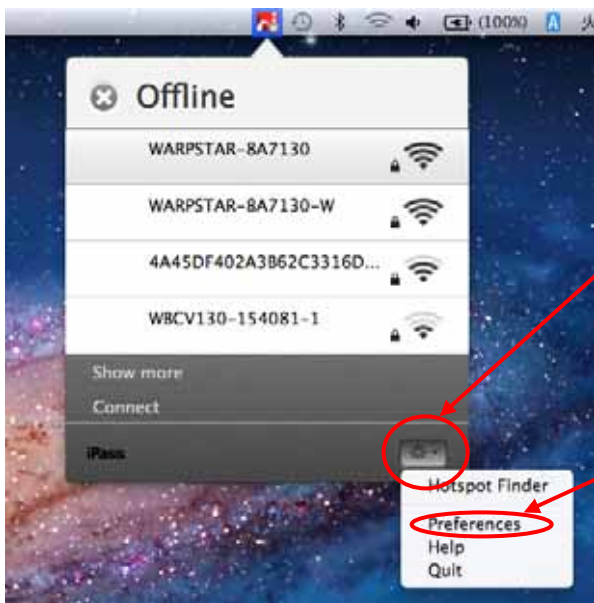 (100%) A 火
Offline
WARPSTAR-8A7130
WARPSTAR-8A7130-W
4A45DF402A3B62C3316D...
WBCV130-154081-1
Show more
Connect
iPass
Hotspot Finder
Preferences
Help
Quit